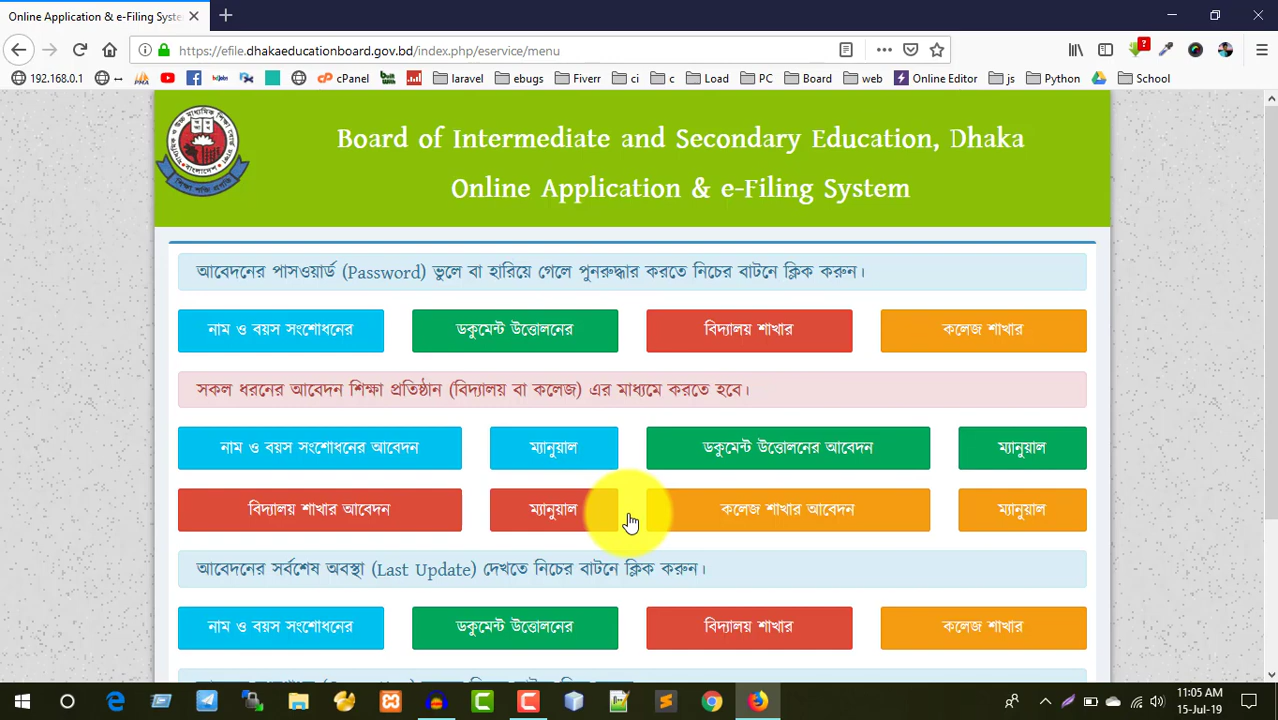 Online Application & e-Filing Syste
https://efile.dhakaeducationboard.gov.bd/index.php/eservice/menu
192.168.0.1 cPanel laravel ebugs Fiverr ci c Load PC Board web Online Editor js Python School
Board of Intermediate and Secondary Education, Dhaka
Online Application & e-Filing System
আবেদনের পাসওয়ার্ড (Password) ভুলে বা হারিয়ে গেলে পুনরুদ্ধার করতে নিচের বাটনে ক্লিক করুন।
নাম ও বয়স সংশোধনের ডকুমেন্ট উত্তোলনের বিদ্যালয় শাখার কলেজ শাখার
সকল ধরনের আবেদন শিক্ষা প্রতিষ্ঠান (বিদ্যালয় বা কলেজ) এর মাধ্যমে করতে হবে।
নাম ও বয়স সংশোধনের আবেদন ম্যানুয়াল ডকুমেন্ট উত্তোলনের আবেদন ম্যানুয়াল
বিদ্যালয় শাখার আবেদন ম্যানুয়াল কলেজ শাখার আবেদন ম্যানুয়াল
আবেদনের সর্বশেষ অবস্থা (Last Update) দেখতে নিচের বাটনে ক্লিক করুন।
নাম ও বয়স সংশোধনের ডকুমেন্ট উত্তোলনের বিদ্যালয় শাখার কলেজ শাখার
11:05 AM
15-Jul-19